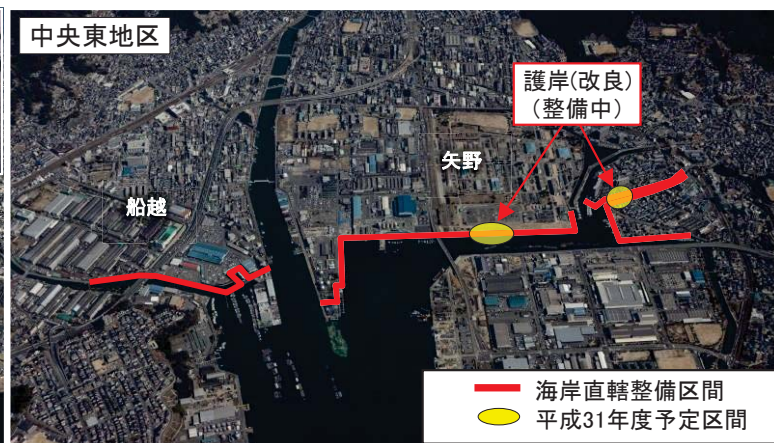 中央東地区
護岸(改良)
(整備中)
矢野
船越
海岸直轄整備区間
平成31年度予定区間